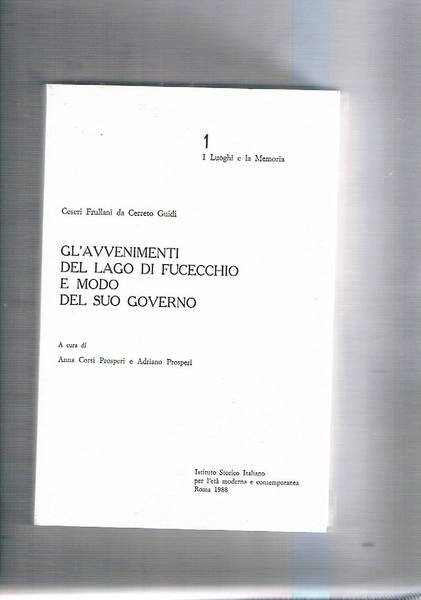 1
I Luoghi e la Memoria
Ceseri Frullani da Cerreto Guidi
GL'AVVENIMENTI
DEL LAGO DI FUCECCHIO
E MODO
DEL SUO GOVERNO
A cura di
Anna Corsi Prosperi e Adriano Prosperi
Istituto Storico Italiano
per l'età moderna e contemporanea
Roma 1988